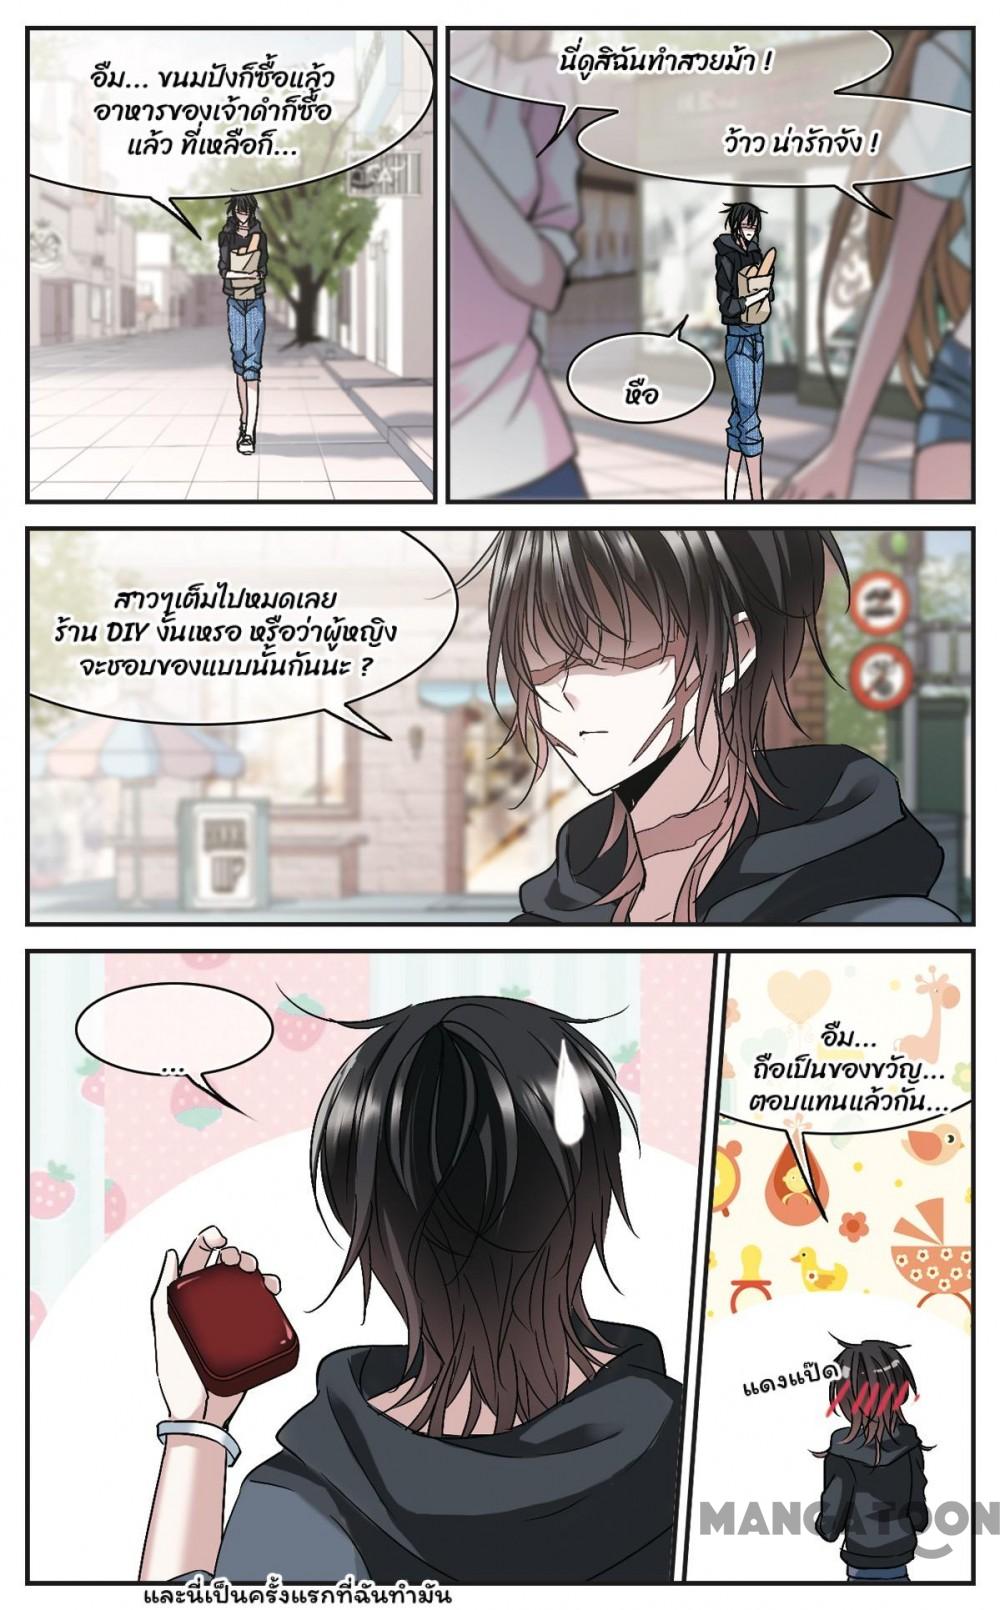 อืม... ขนมปังก็ซื้อแล้ว
อาหารของเจ้าดำก็ซื้อ
แล้ว ที่เหลือก็...
นี่ดูสิฉันทำสวยม้า !
ว้าว น่ารักจัง !
หือ
สาวๆเต็มไปหมดเลย
ร้าน DIY งั้นเหรอ หรือว่าผู้หญิง
จะชอบของแบบนั้นกันนะ ?
...
อืม...
ถือเป็นของขวัญ...
ตอบแทนแล้วกัน...
แดงแป๊ด
MANGATOON
และนี่เป็นครั้งแรกที่ฉันทำมัน